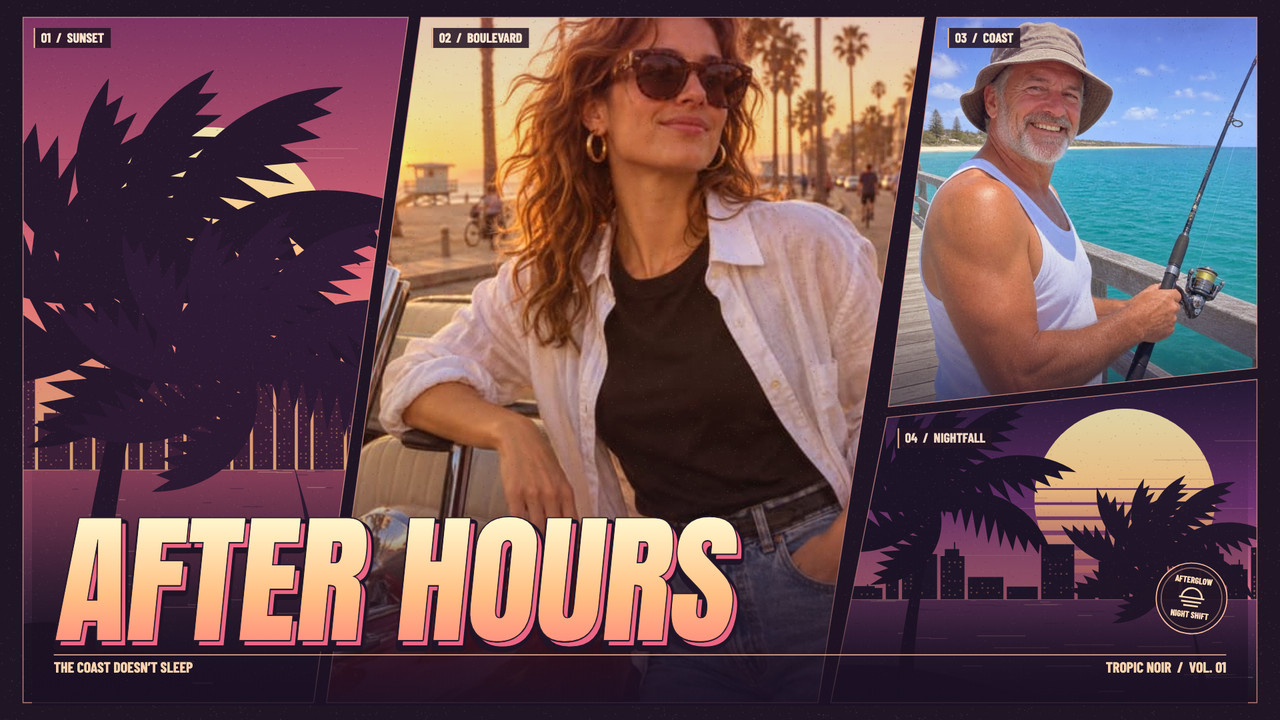 01 / SUNSET
02 / BOULEVARD
03 / COAST
04 / NIGHTFALL
AFTER HOURS
AFTERGLOW
NIGHT SHIFT
THE COAST DOESN'T SLEEP
TROPIC NOIR / VOL. 01